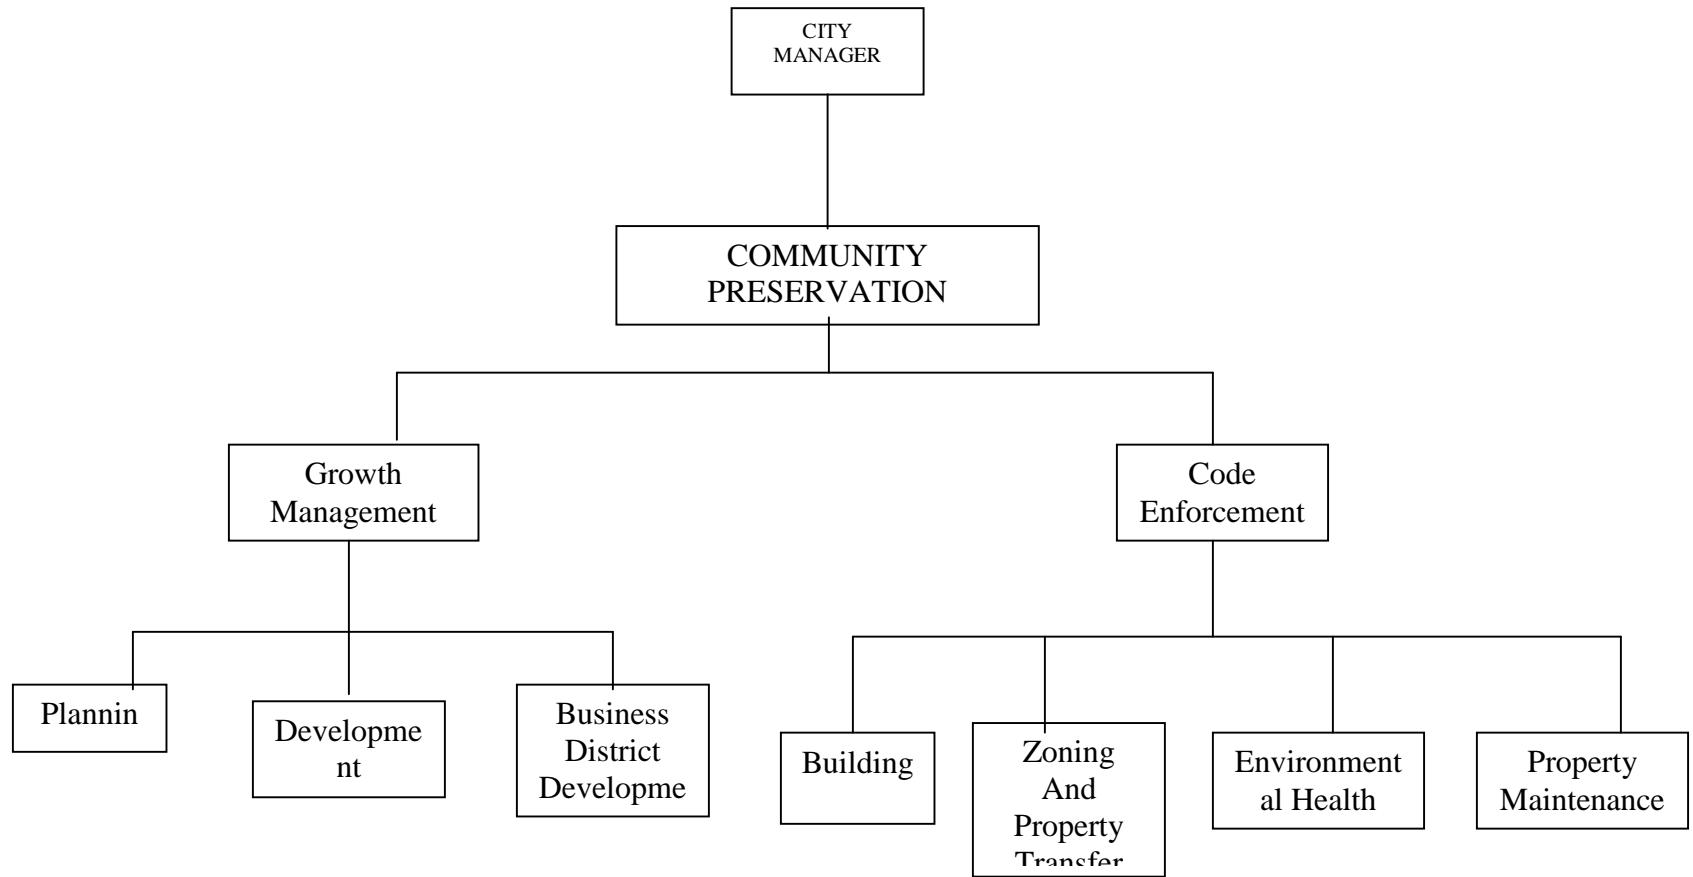 CITY
MANAGER
COMMUNITY
PRESERVATION
Growth
Management
Code
Enforcement
Plannin
Developme
nt
Business
District
Developme
Building
Zoning
And
Property
Transfer
Environment
al Health
Property
Maintenance